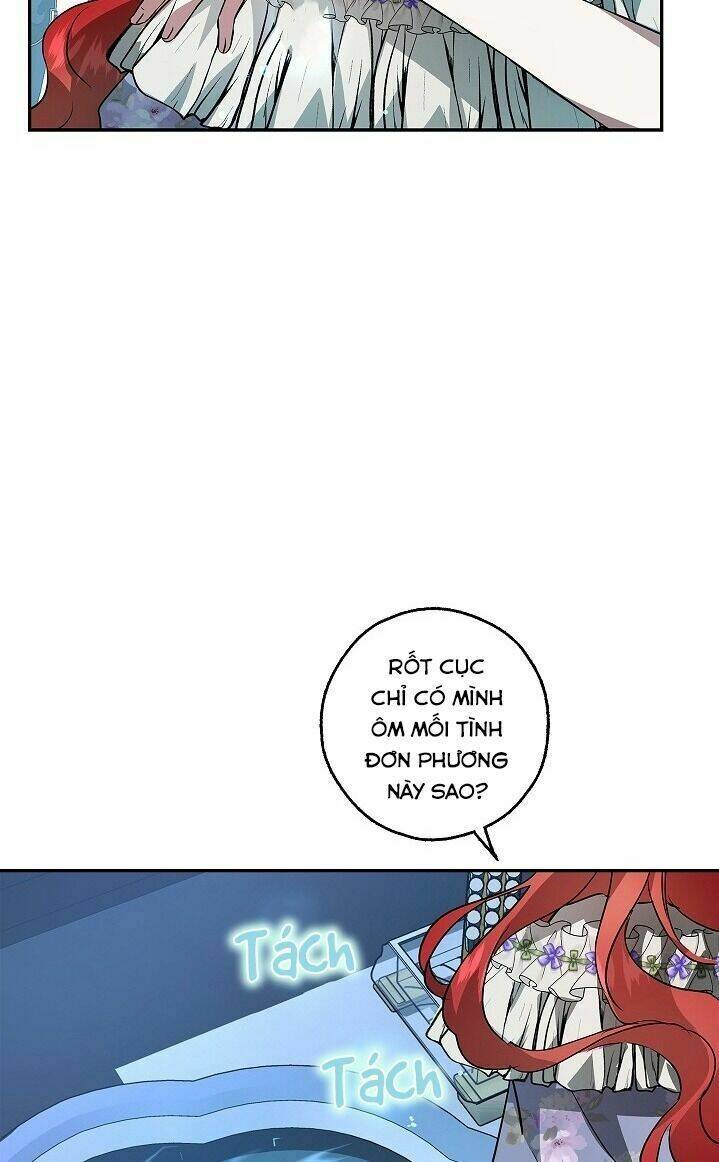 RỐT CỤC
CHỈ CÓ MÌNH
ÔM MỐI TÌNH
ĐƠN PHƯƠNG
NÀY SAO?
Tách
Tách